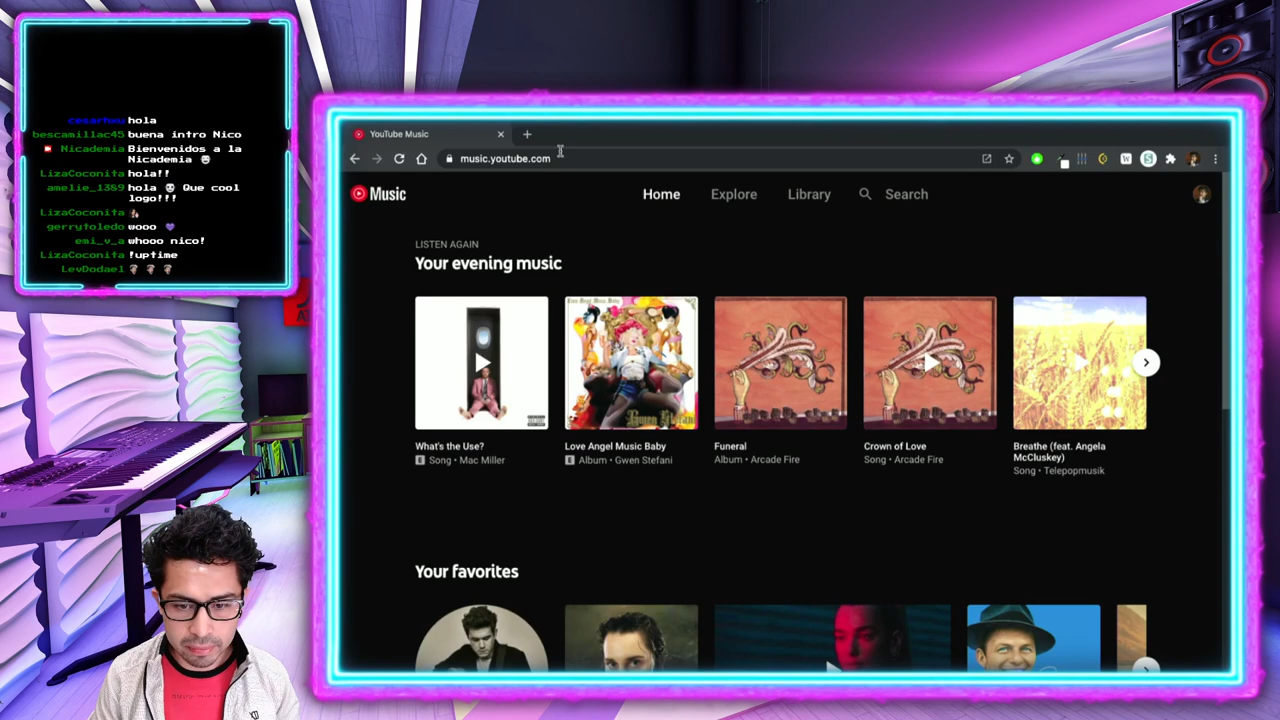 cesartuu hola
bescamillac45 buena intro Nico
Nicademia Bienvenidos a la
Nicademia
LizaCoconita hola!!
amelie_1389 hola Que cool
logo!!!
LizaCoconita
gerrytoledo wooo
emi_v_a whooo nico!
LizaCoconita !uptime
LevDodael
YouTube Music
music.youtube.com
Music
Home
Explore
Library
Search
LISTEN AGAIN
Your evening music
What's the Use?
E Song • Mac Miller
Love Angel Music Baby
E Album • Gwen Stefani
Funeral
Album • Arcade Fire
Crown of Love
Song • Arcade Fire
Breathe (feat. Angela
McCluskey)
Song • Telepopmusik
Your favorites